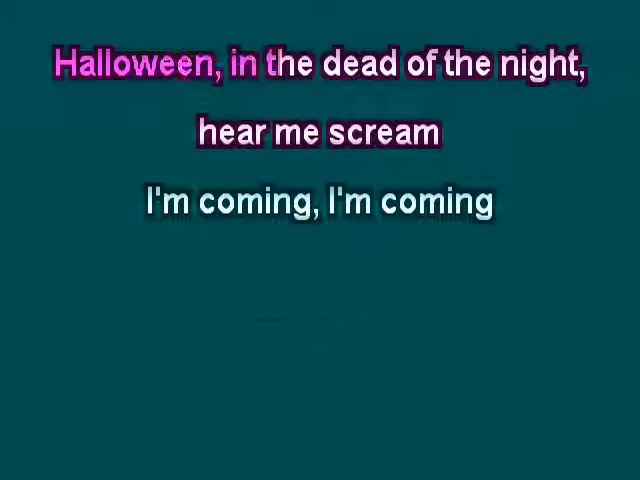 Halloween, in the dead of the night,
hear me scream
I'm coming, I'm coming